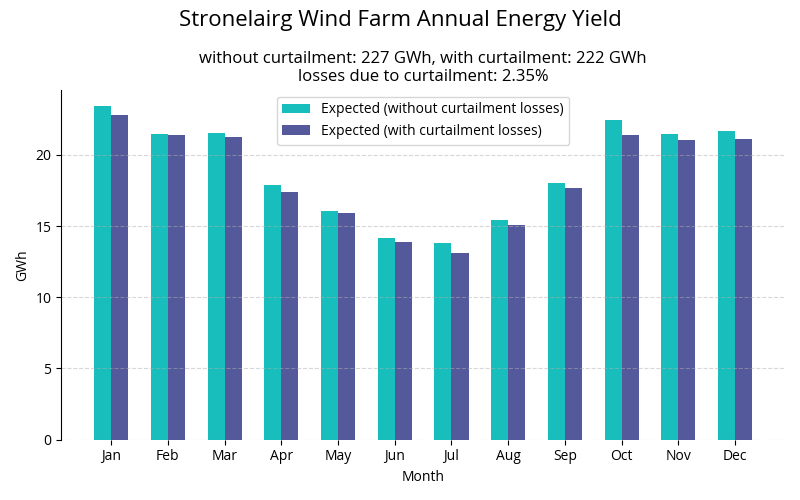 Stronelairg Wind Farm Annual Energy Yield
without curtailment: 227 GWh, with curtailment: 222 GWh
losses due to curtailment: 2.35%
Expected (without curtailment losses)
Expected (with curtailment losses)
GWh
20
15
10
5
0
Jan Feb Mar Apr May Jun Jul Aug Sep Oct Nov Dec
Month